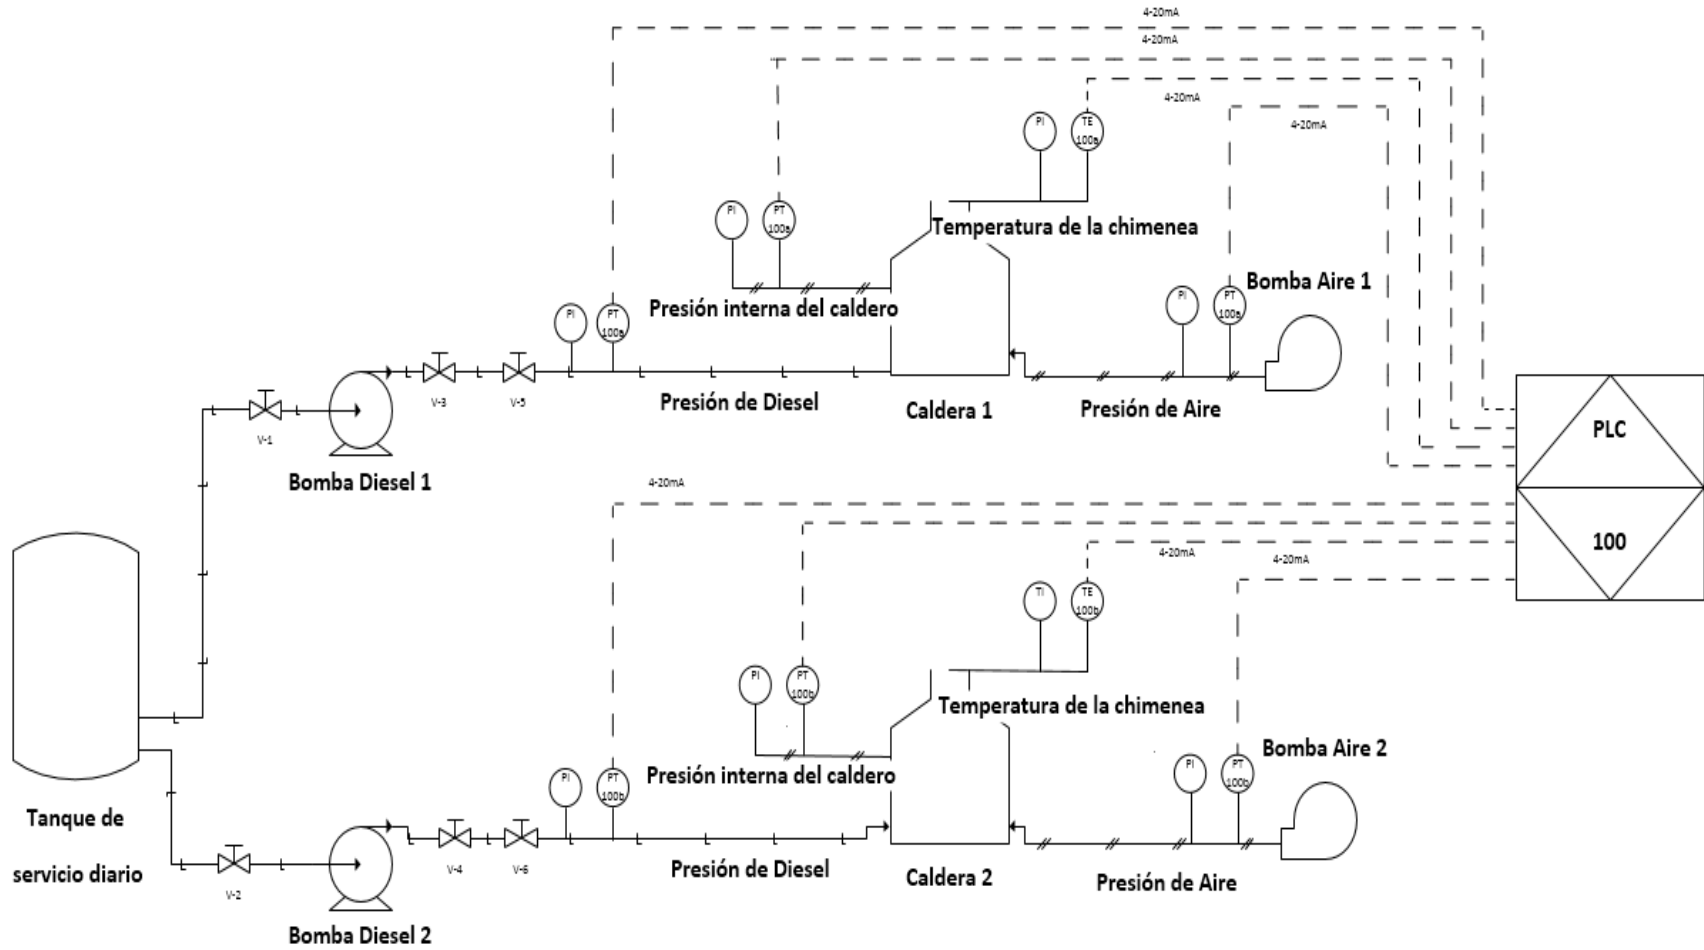 4-20mA
4-20mA
4-20mA
4-20mA
PI
TE
100a
PI
PT
100a
Temperatura de la chimenea
PI
PT
100a
Bomba Aire 1
Presión interna del caldero
PI
PT
100a
V-3
V-5
Presión de Diesel
Caldera 1
Presión de Aire
V-1
Bomba Diesel 1
PLC
100
4-20mA
4-20mA
4-20mA
TI
TE
100b
PI
PT
100b
Temperatura de la chimenea
PI
PT
100b
Bomba Aire 2
Presión interna del caldero
PI
PT
100b
Tanque de
servicio diario
V-4
V-6
Presión de Diesel
Caldera 2
Presión de Aire
V-2
Bomba Diesel 2